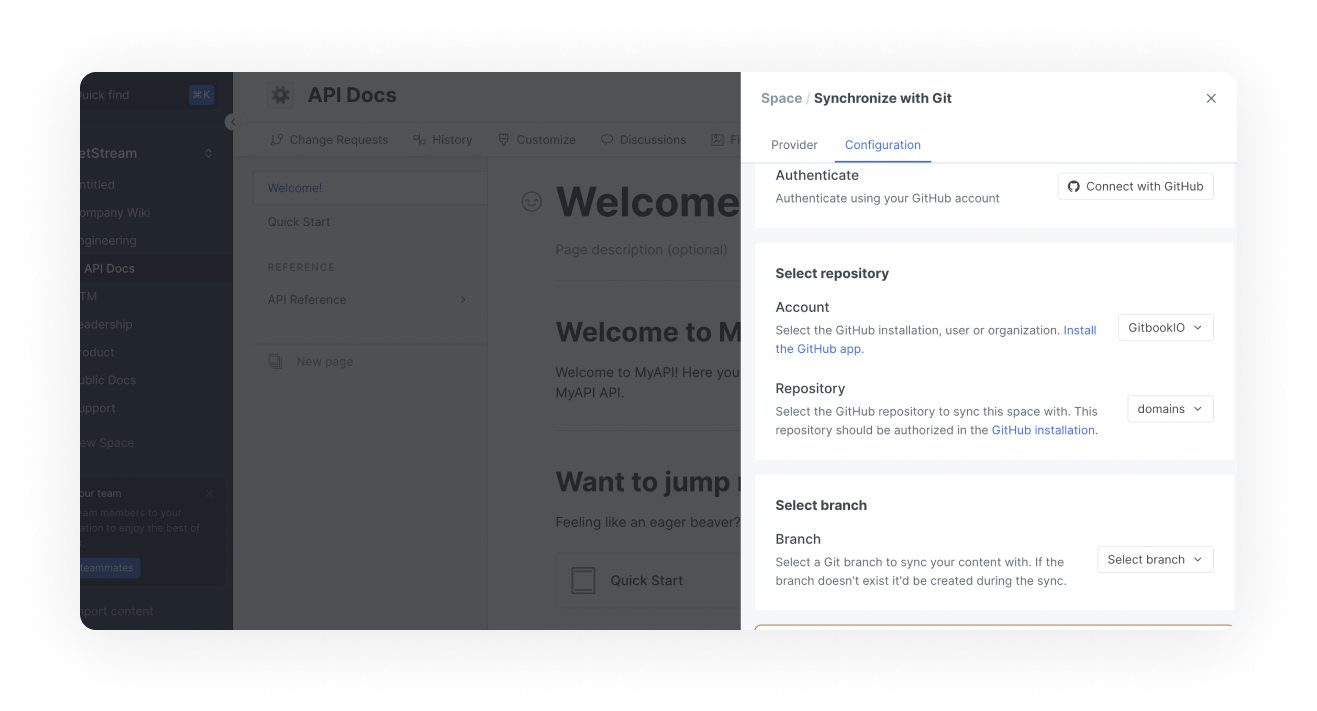 uick find
⌘K
etStream
ntitled
ompany Wiki
ngineering
API Docs
TM
eadership
roduct
ublic Docs
upport
ew Space
our team
eam members to your
ation to enjoy the best of
teammates
port content
API Docs
Change Requests
History
Customize
Discussions
Fi
Welcome!
Quick Start
REFERENCE
API Reference
New page
Welcome
Page description (optional)
Welcome to M
Welcome to MyAPI! Here you
MyAPI API.
Want to jump
Feeling like an eager beaver?
Quick Start
Space / Synchronize with Git
Provider
Configuration
Authenticate
Authenticate using your GitHub account
Connect with GitHub
Select repository
Account
Select the GitHub installation, user or organization. Install
the GitHub app.
GitbookIO
Repository
Select the GitHub repository to sync this space with. This
repository should be authorized in the GitHub installation.
domains
Select branch
Branch
Select a Git branch to sync your content with. If the
branch doesn't exist it'd be created during the sync.
Select branch